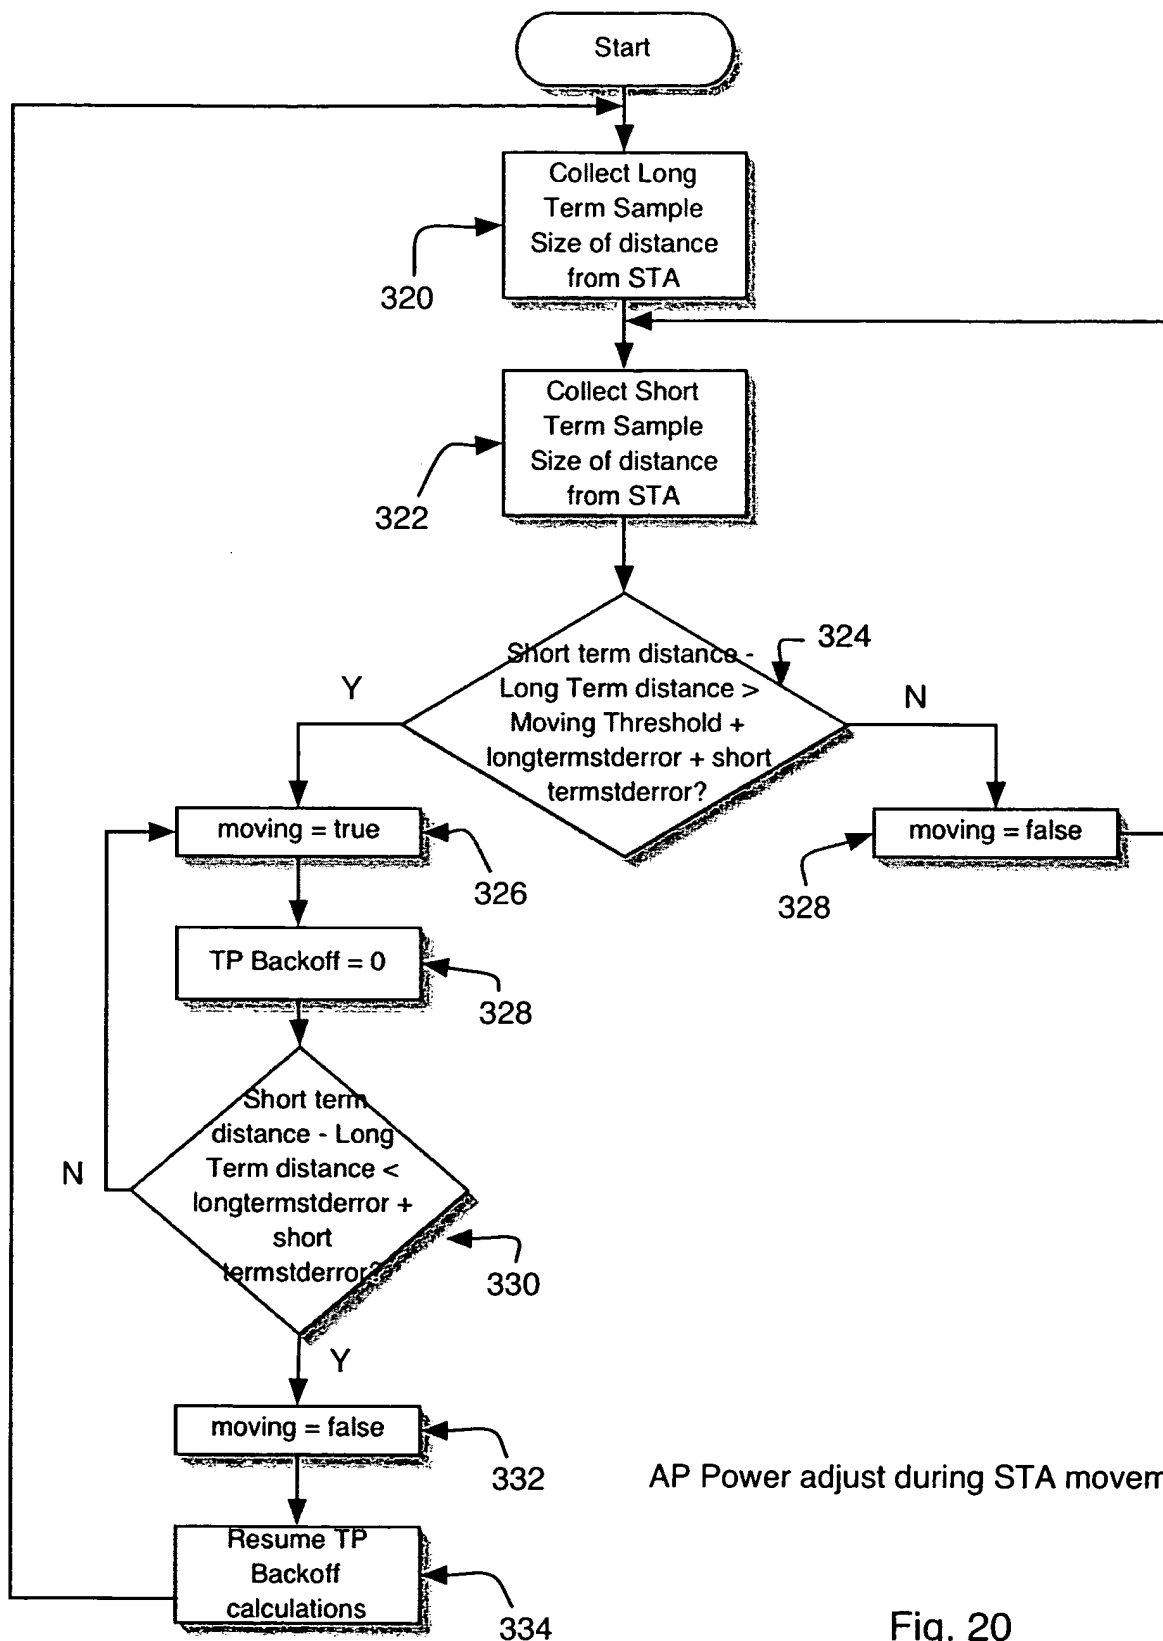 Start
Collect Long
Term Sample
Size of distance
from STA
320
Collect Short
Term Sample
Size of distance
from STA
322
Short term distance -
Long Term distance >
Moving Threshold +
longtermstderror + short
termstderror?
324
Y
N
moving = true
326
moving = false
328
TP Backoff = 0
328
Short term
distance - Long
Term distance <
longtermstderror +
short
termstderror?
330
N
Y
moving = false
332
AP Power adjust during STA movem
Resume TP
Backoff
calculations
334
Fig. 20